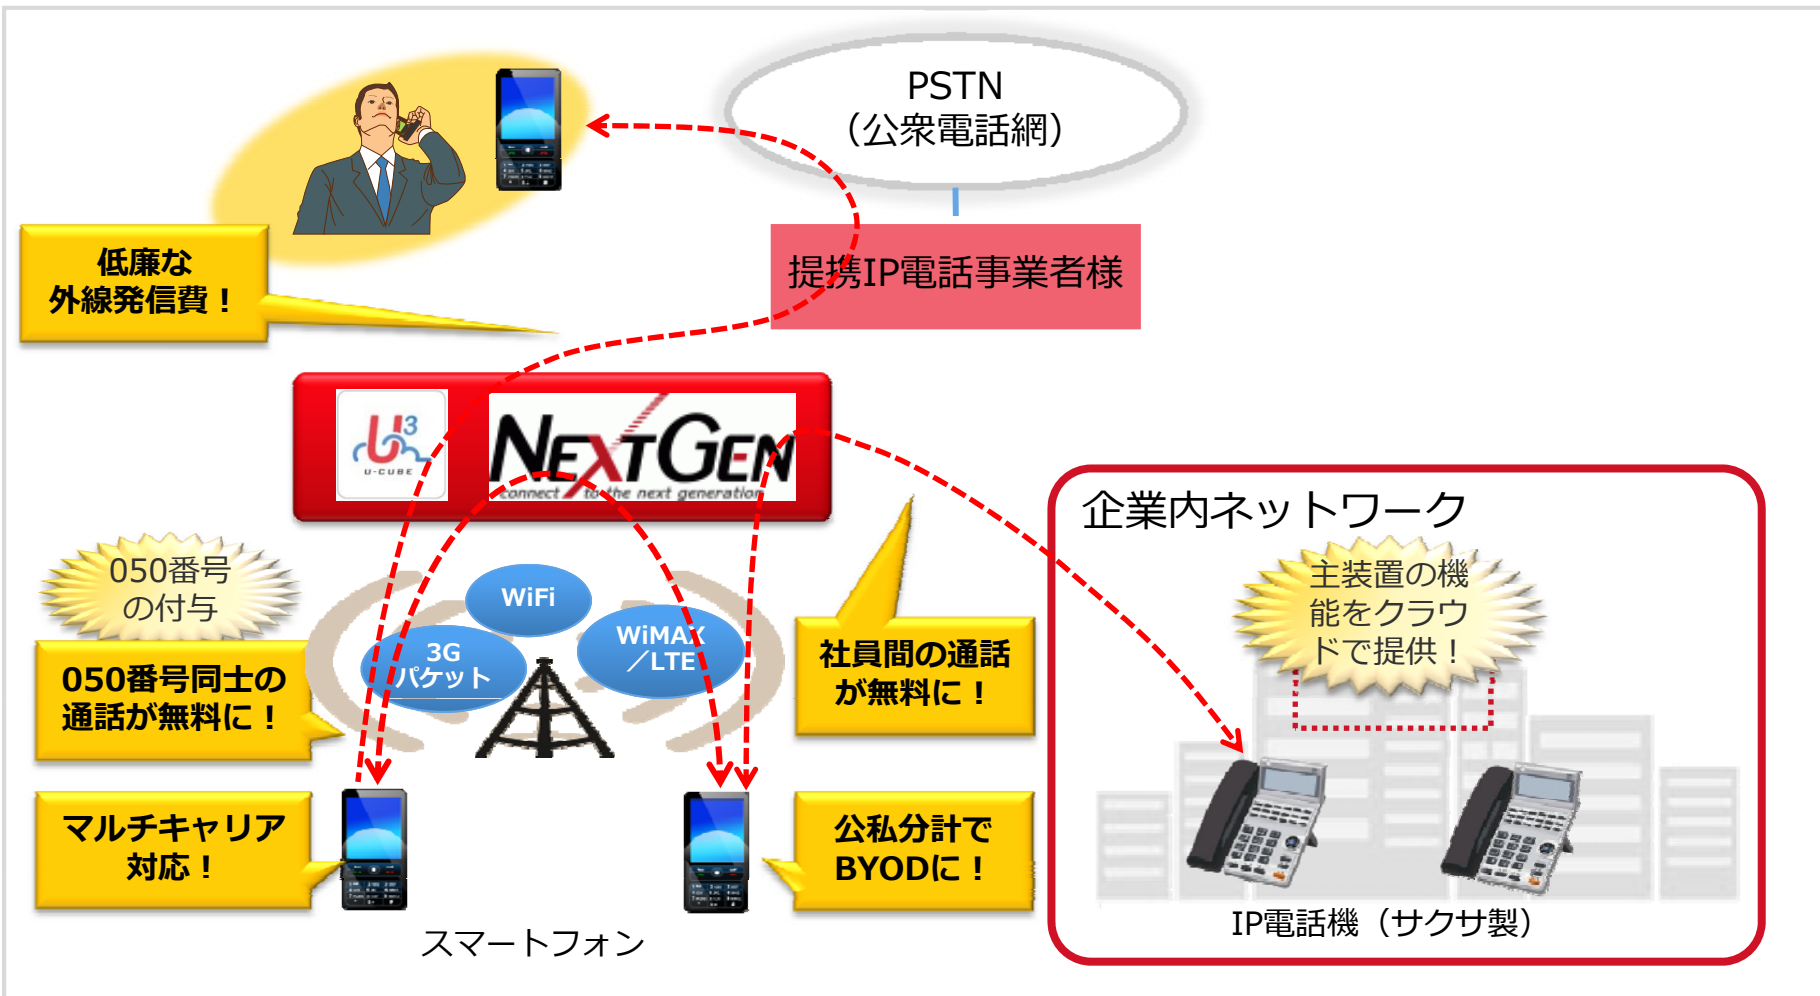 PSTN
（公衆電話網）
低廉な
外線発信費！
提携IP電話事業者様
U3
U-CUBE
NEXTGEN
connect to the next generation
企業内ネットワーク
050番号
の付与
WiFi
3G
パケット
WiMAX
／LTE
主装置の機
能をクラウ
ドで提供！
050番号同士の
通話が無料に！
社員間の通話
が無料に！
マルチキャリア
対応！
公私分計で
BYODに！
スマートフォン
IP電話機（サクサ製）